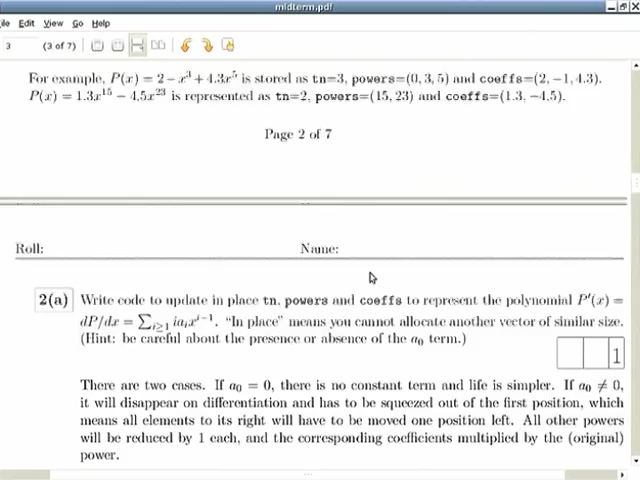 midterm.pdf
ile Edit View Go Help
3 (3 of 7)
For example, P(x) = 2 − x³ + 4.3x⁵ is stored as tn=3, powers=(0, 3, 5) and coeffs=(2, −1, 4.3).
P(x) = 1.3x¹⁵ − 4.5x²³ is represented as tn=2, powers=(15, 23) and coeffs=(1.3, −4.5).
Page 2 of 7
Roll: Name:
2(a) Write code to update in place tn, powers and coeffs to represent the polynomial P′(x) =
dP/dx = ∑ᵢ≥₁ iaᵢxⁱ⁻¹. “In place” means you cannot allocate another vector of similar size.
(Hint: be careful about the presence or absence of the a₀ term.)
1
There are two cases. If a₀ = 0, there is no constant term and life is simpler. If a₀ ≠ 0,
it will disappear on differentiation and has to be squeezed out of the first position, which
means all elements to its right will have to be moved one position left. All other powers
will be reduced by 1 each, and the corresponding coefficients multiplied by the (original)
power.